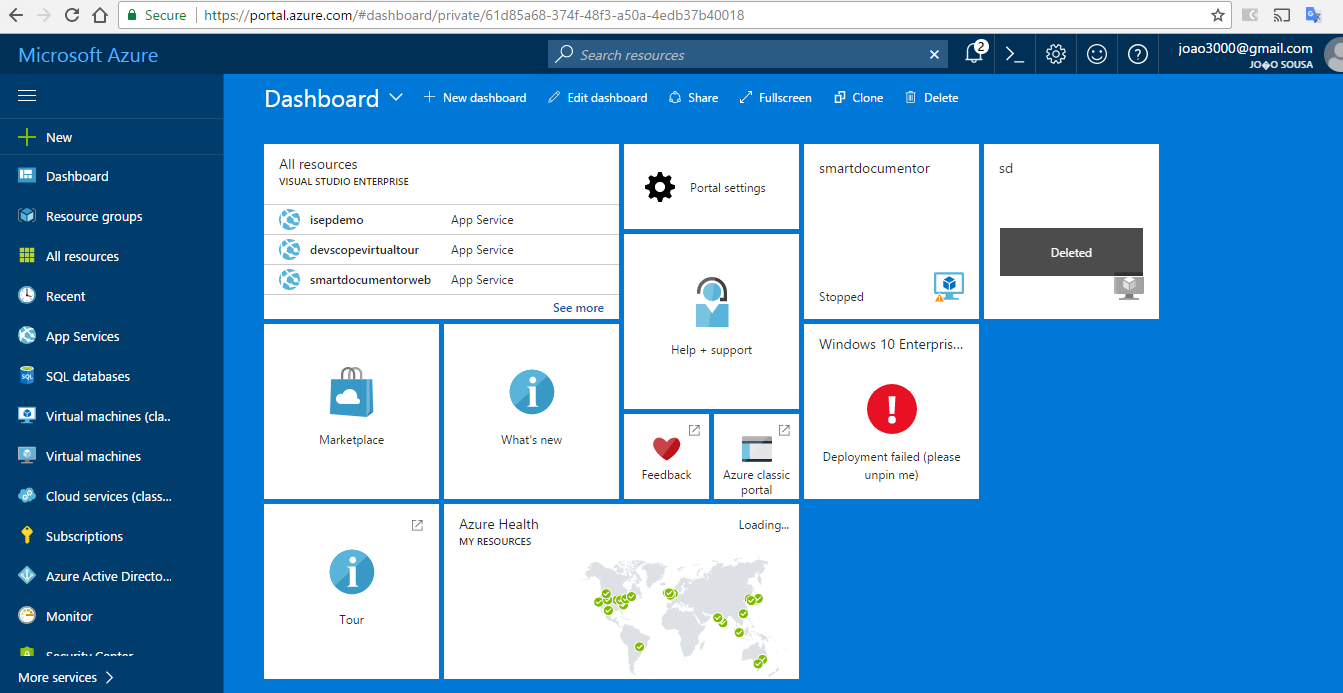 Secure
https://portal.azure.com/#dashboard/private/61d85a68-374f-48f3-a50a-4edb37b40018
Microsoft Azure
Search resources
2
joao3000@gmail.com
JO�O SOUSA
New
Dashboard
Resource groups
All resources
Recent
App Services
SQL
SQL databases
Virtual machines (cla..
Virtual machines
Cloud services (class...
Subscriptions
Azure Active Directo...
Monitor
Security Center
More services
Dashboard
New dashboard
Edit dashboard
Share
Fullscreen
Clone
Delete
All resources
VISUAL STUDIO ENTERPRISE
isepdemo App Service
devscopevirtualtour App Service
smartdocumentorweb App Service
See more
Portal settings
smartdocumentor
Stopped
sd
Deleted
Help + support
Marketplace
What's new
Feedback
Azure classic
portal
Windows 10 Enterpris...
Deployment failed (please
unpin me)
Tour
Azure Health
MY RESOURCES
Loading...